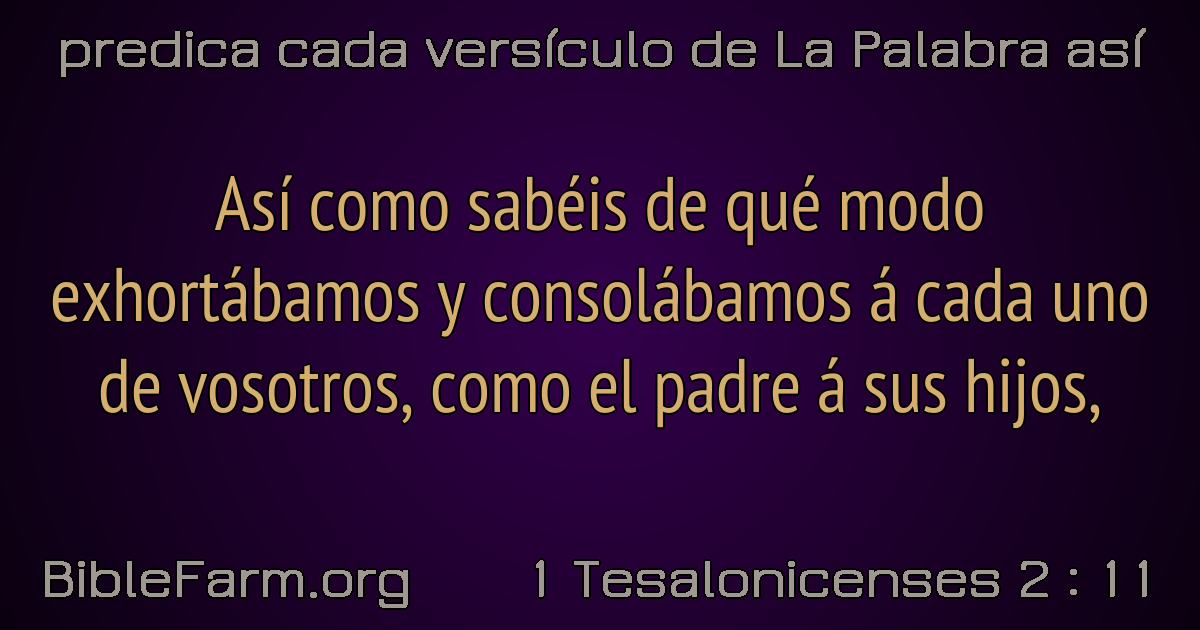 predica cada versículo de La Palabra así
Así como sabéis de qué modo
exhortábamos y consolábamos á cada uno
de vosotros, como el padre á sus hijos,
BibleFarm.org 1 Tesalonicenses 2 : 11